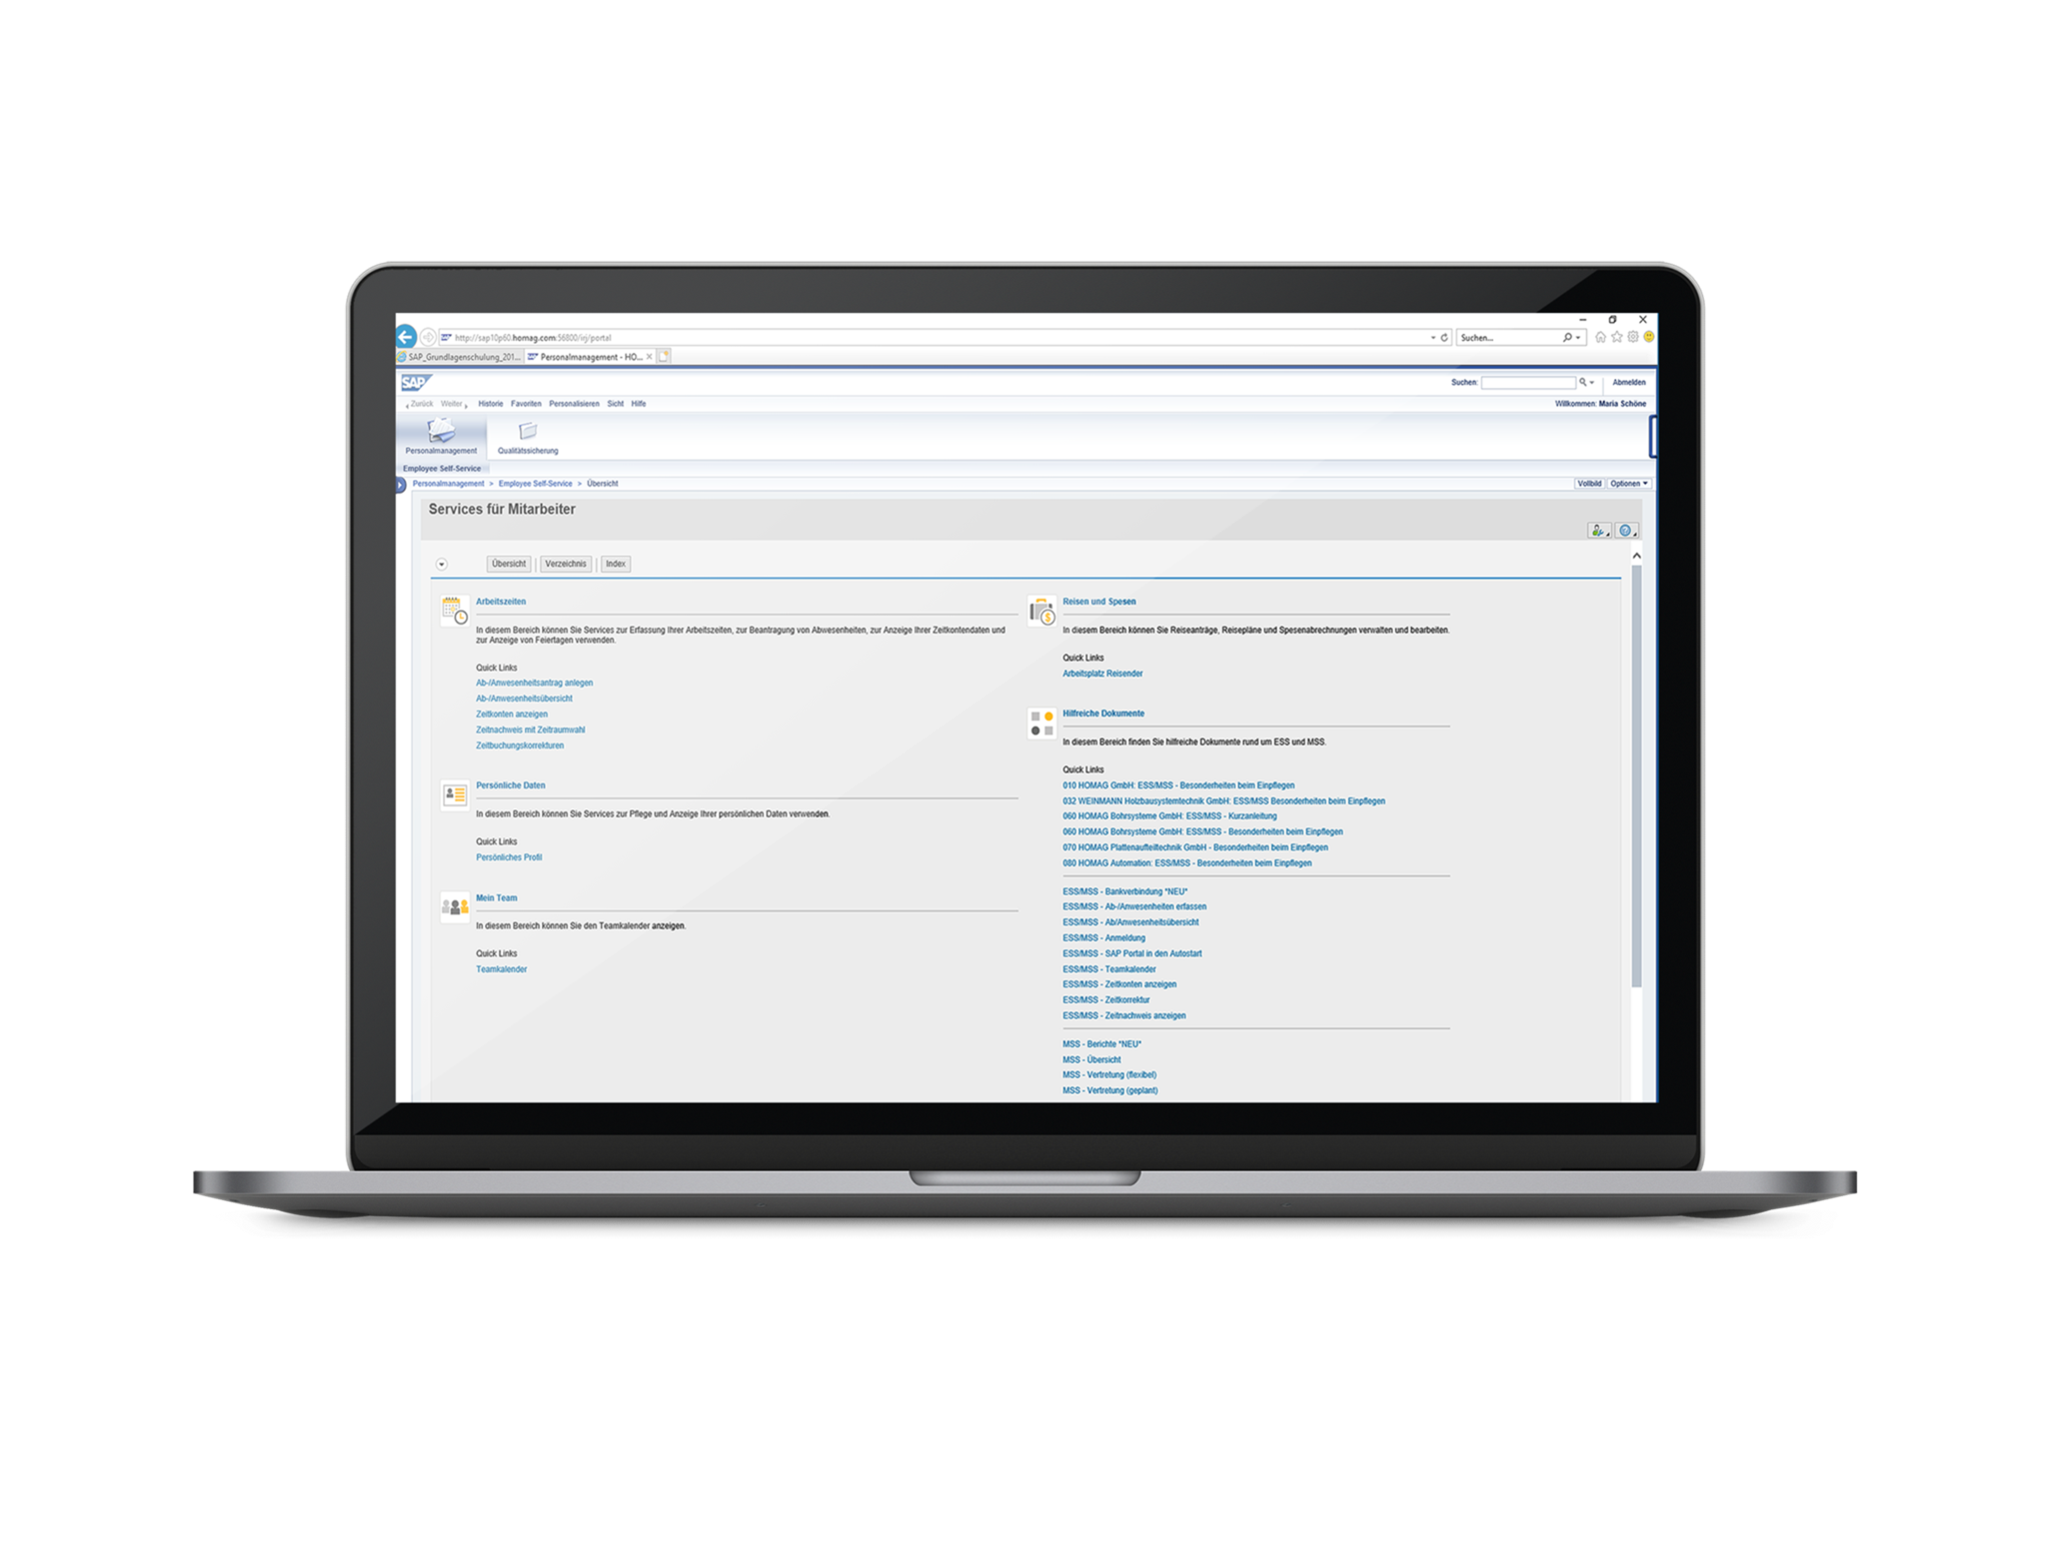 http://sap10p60.homag.com:56800/irj/portal
Suchen...
SAP_Grundlagenschulung_201...
Personalmanagement - HO...
SAP
Suchen:
Abmelden
Zurück Weiter Historie Favoriten Personalisieren Sicht Hilfe
Willkommen: Maria Schöne
Personalmanagement
Qualitätssicherung
Employee Self-Service
Personalmanagement > Employee Self-Service > Übersicht
Vollbild
Optionen
Services für Mitarbeiter
Übersicht
Verzeichnis
Index
Arbeitszeiten
In diesem Bereich können Sie Services zur Erfassung Ihrer Arbeitszeiten, zur Beantragung von Abwesenheiten, zur Anzeige Ihrer Zeitkontendaten und
zur Anzeige von Feiertagen verwenden.
Quick Links
Ab-/Anwesenheitsantrag anlegen
Ab-/Anwesenheitsübersicht
Zeitkonten anzeigen
Zeitnachweis mit Zeitraumwahl
Zeitbuchungskorrekturen
Persönliche Daten
In diesem Bereich können Sie Services zur Pflege und Anzeige Ihrer persönlichen Daten verwenden.
Quick Links
Persönliches Profil
Mein Team
In diesem Bereich können Sie den Teamkalender anzeigen.
Quick Links
Teamkalender
Reisen und Spesen
In diesem Bereich können Sie Reiseanträge, Reisepläne und Spesenabrechnungen verwalten und bearbeiten.
Quick Links
Arbeitsplatz Reisender
Hilfreiche Dokumente
In diesem Bereich finden Sie hilfreiche Dokumente rund um ESS und MSS.
Quick Links
010 HOMAG GmbH: ESS/MSS - Besonderheiten beim Einpflegen
032 WEINMANN Holzbausystemtechnik GmbH: ESS/MSS Besonderheiten beim Einpflegen
060 HOMAG Bohrsysteme GmbH: ESS/MSS - Kurzanleitung
060 HOMAG Bohrsysteme GmbH: ESS/MSS - Besonderheiten beim Einpflegen
070 HOMAG Plattenaufteiltechnik GmbH - Besonderheiten beim Einpflegen
080 HOMAG Automation: ESS/MSS - Besonderheiten beim Einpflegen
ESS/MSS - Bankverbindung *NEU*
ESS/MSS - Ab-/Anwesenheiten erfassen
ESS/MSS - Ab/Anwesenheitsübersicht
ESS/MSS - Anmeldung
ESS/MSS - SAP Portal in den Autostart
ESS/MSS - Teamkalender
ESS/MSS - Zeitkonten anzeigen
ESS/MSS - Zeitkorrektur
ESS/MSS - Zeitnachweis anzeigen
MSS - Berichte *NEU*
MSS - Übersicht
MSS - Vertretung (flexibel)
MSS - Vertretung (geplant)